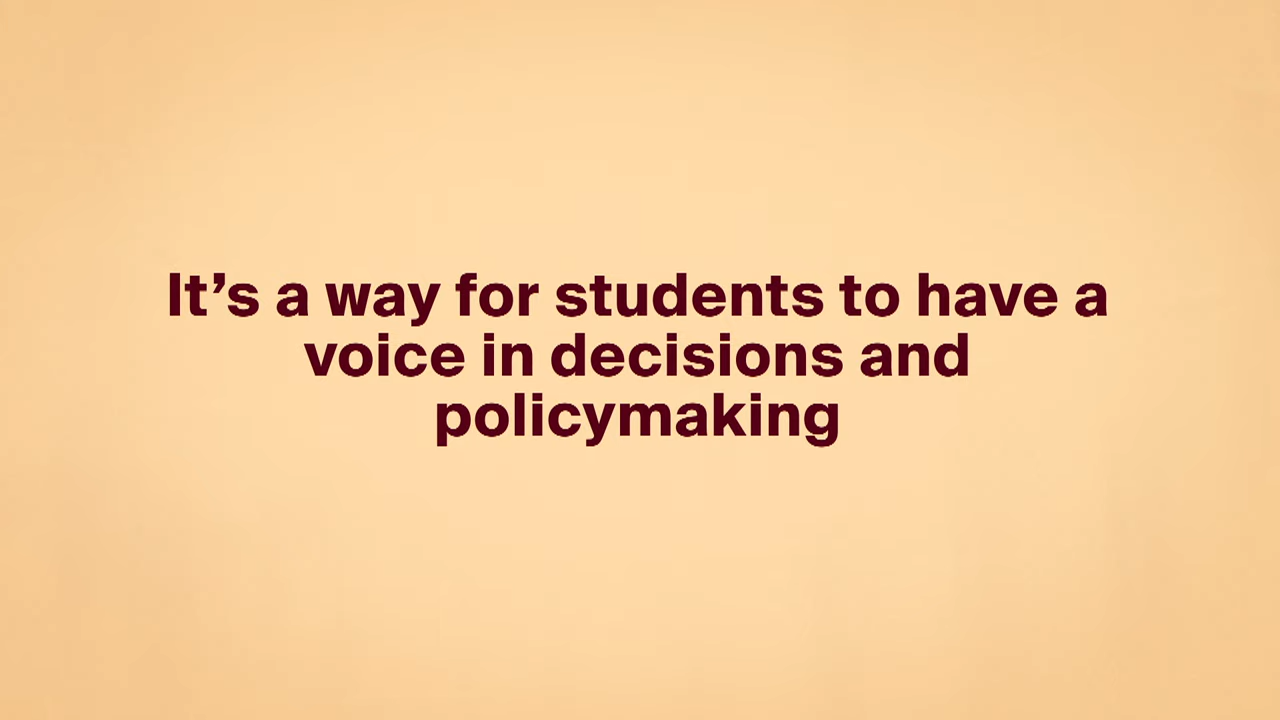 It’s a way for students to have a
voice in decisions and
policymaking